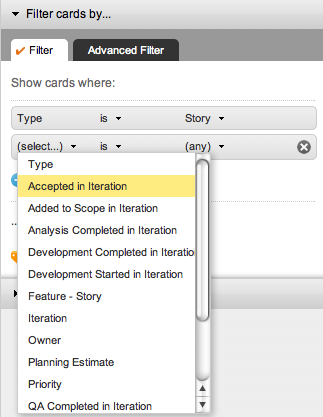 Filter cards by...
Filter Advanced Filter
Show cards where:
Type is Story
(select...) is (any)
Type
Accepted in Iteration
Added to Scope in Iteration
Analysis Completed in Iteration
Development Completed in Iteration
Development Started in Iteration
Feature - Story
Iteration
Owner
Planning Estimate
Priority
QA Completed in Iteration